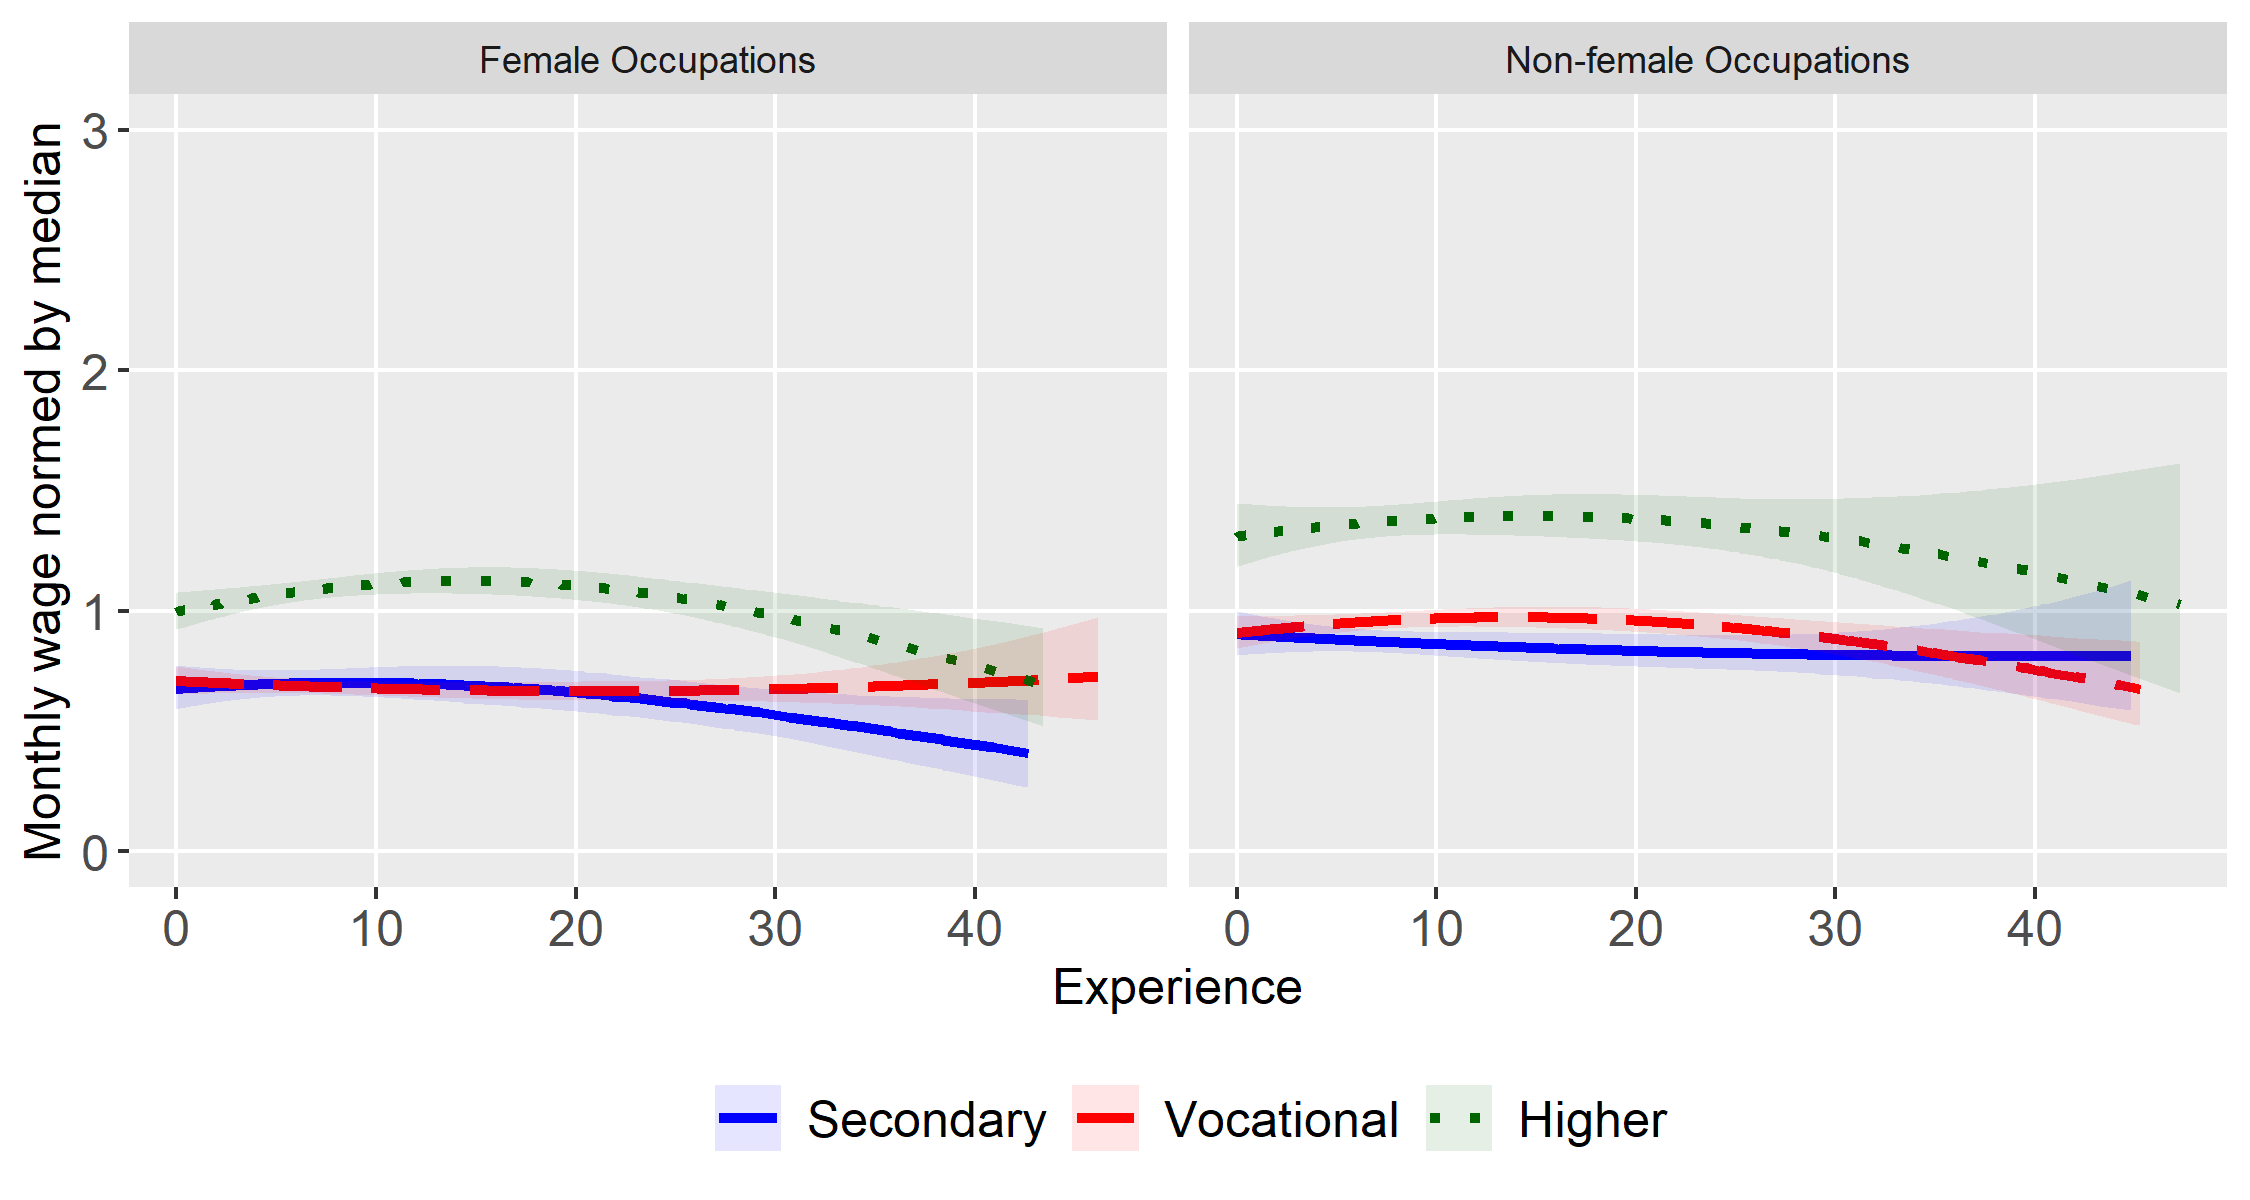 Female Occupations
Non-female Occupations
Monthly wage normed by median
3
2
1
0
0 10 20 30 40
0 10 20 30 40
Experience
Secondary Vocational Higher